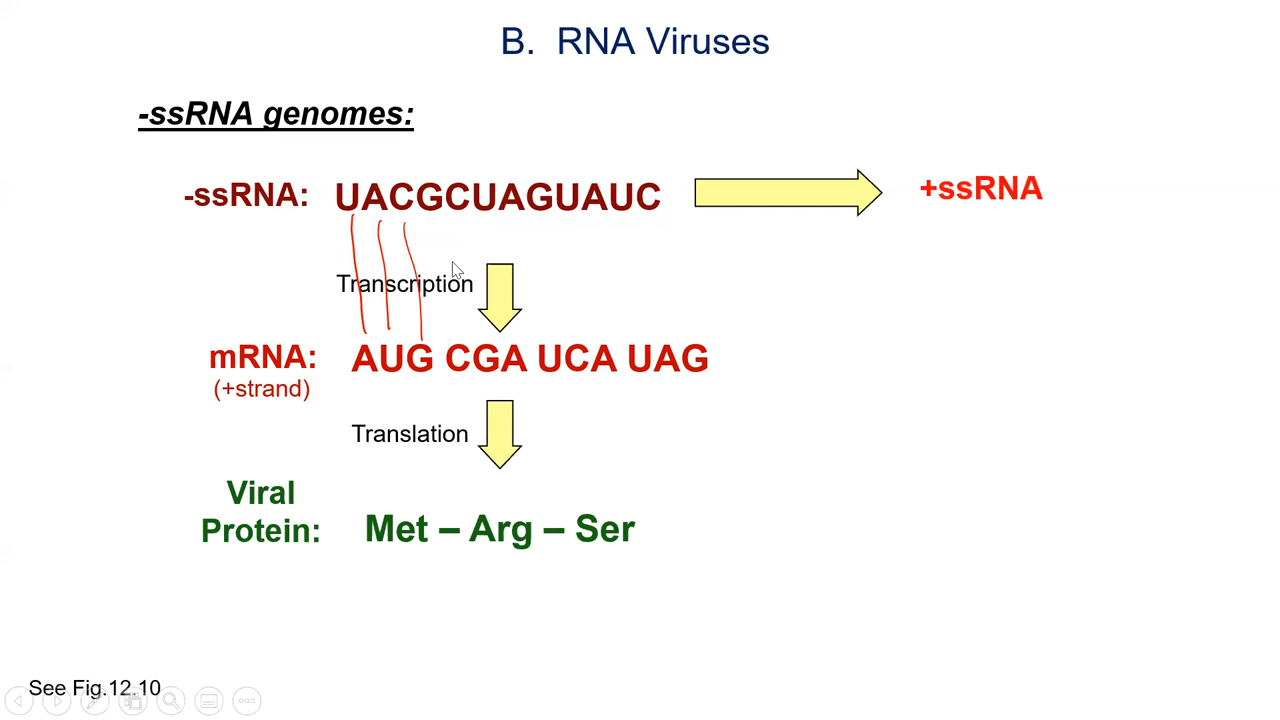 B. RNA Viruses
-ssRNA genomes:
-ssRNA: UACGCUAGUAUC +ssRNA
Transcription
mRNA: AUG CGA UCA UAG
(+strand)
Translation
Viral
Protein: Met – Arg – Ser
See Fig.12.10